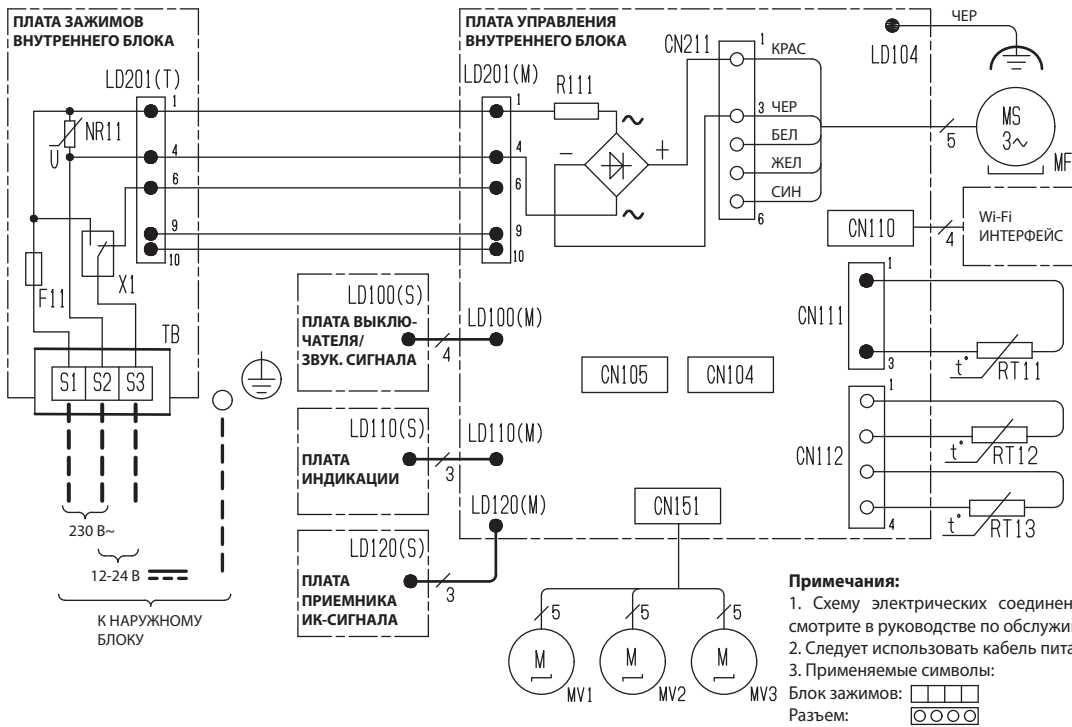 ПЛАТА ЗАЖИМОВ
ВНУТРЕННЕГО БЛОКА
LD201(T)
NR11
U
1
4
6
9
10
F11
X1
TB
S1 S2 S3
230 В~
12-24 В
К НАРУЖНОМУ
БЛОКУ
ПЛАТА УПРАВЛЕНИЯ
ВНУТРЕННЕГО БЛОКА
LD201(M)
1
4
6
9
10
R111
~
~
-
+
CN211
1
3
6
КРАС
ЧЕР
БЕЛ
ЖЕЛ
СИН
LD104
ЧЕР
5
MS
3~
MF
CN110
4
Wi-Fi
ИНТЕРФЕЙС
CN111
1
3
t°
RT11
CN112
1
4
t°
RT12
t°
RT13
CN105
CN104
CN151
LD100(S)
ПЛАТА ВЫКЛЮ-
ЧАТЕЛЯ/
ЗВУК. СИГНАЛА
4
LD100(M)
LD110(S)
ПЛАТА
ИНДИКАЦИИ
3
LD110(M)
LD120(S)
ПЛАТА
ПРИЕМНИКА
ИК-СИГНАЛА
3
LD120(M)
5
5
5
M
M
M
MV1
MV2
MV3
Примечания:
1. Схему электрических соединен
смотрите в руководстве по обслужи
2. Следует использовать кабель пита
3. Применяемые символы:
Блок зажимов:
Разъем: